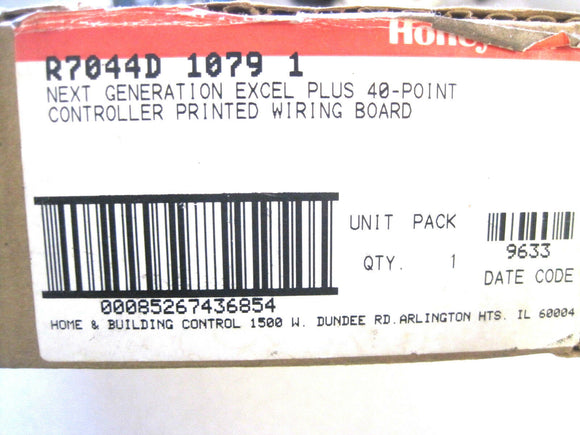 Honey
R7044D 1079 1
NEXT GENERATION EXCEL PLUS 40-POINT
CONTROLLER PRINTED WIRING BOARD
UNIT PACK
QTY. 1
9633
DATE CODE
00085267436854
HOME & BUILDING CONTROL 1500 W. DUNDEE RD.ARLINGTON HTS. IL 60004